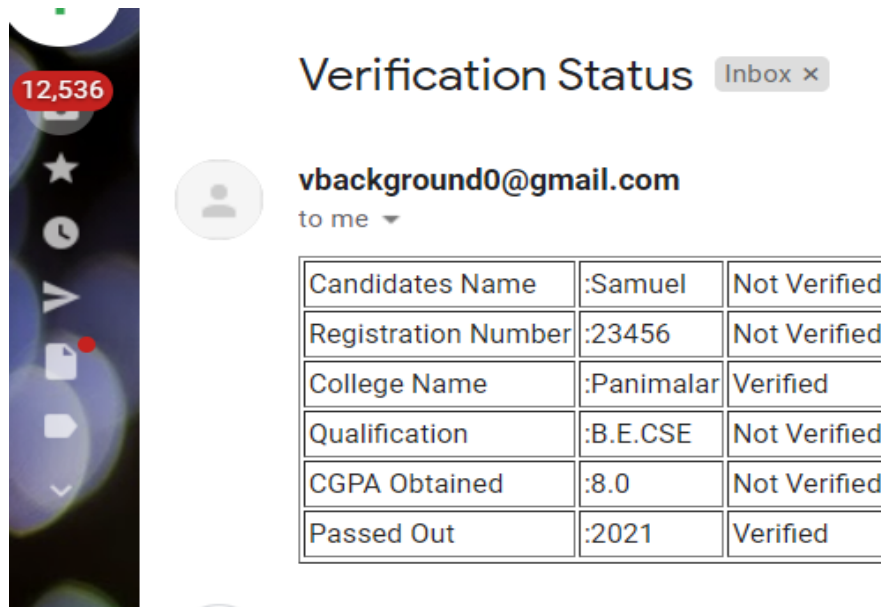 12,536
Verification Status Inbox ×
vbackground0@gmail.com
to me
Candidates Name :Samuel Not Verified
Registration Number :23456 Not Verified
College Name :Panimalar Verified
Qualification :B.E.CSE Not Verified
CGPA Obtained :8.0 Not Verified
Passed Out :2021 Verified